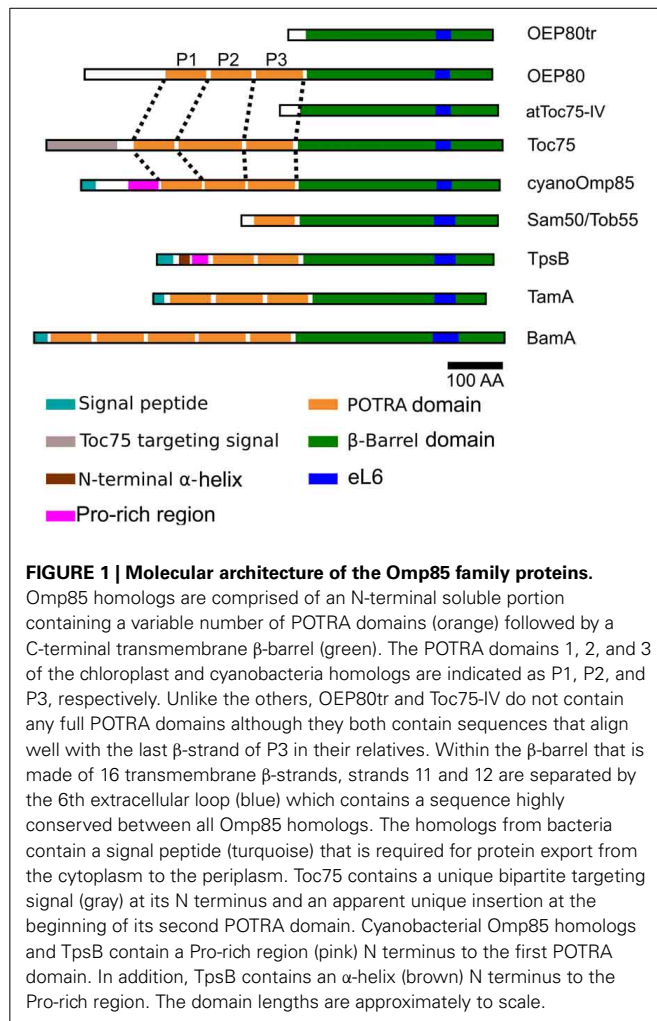 OEP80tr
P1 P2 P3
OEP80
atToc75-IV
Toc75
cyanoOmp85
Sam50/Tob55
TpsB
TamA
BamA
100 AA
Signal peptide
POTRA domain
Toc75 targeting signal
β-Barrel domain
N-terminal α-helix
eL6
Pro-rich region
FIGURE 1 | Molecular architecture of the Omp85 family proteins.
Omp85 homologs are comprised of an N-terminal soluble portion
containing a variable number of POTRA domains (orange) followed by a
C-terminal transmembrane β-barrel (green). The POTRA domains 1, 2, and 3
of the chloroplast and cyanobacteria homologs are indicated as P1, P2, and
P3, respectively. Unlike the others, OEP80tr and Toc75-IV do not contain
any full POTRA domains although they both contain sequences that align
well with the last β-strand of P3 in their relatives. Within the β-barrel that is
made of 16 transmembrane β-strands, strands 11 and 12 are separated by
the 6th extracellular loop (blue) which contains a sequence highly
conserved between all Omp85 homologs. The homologs from bacteria
contain a signal peptide (turquoise) that is required for protein export from
the cytoplasm to the periplasm. Toc75 contains a unique bipartite targeting
signal (gray) at its N terminus and an apparent unique insertion at the
beginning of its second POTRA domain. Cyanobacterial Omp85 homologs
and TpsB contain a Pro-rich region (pink) N terminus to the first POTRA
domain. In addition, TpsB contains an α-helix (brown) N terminus to the
Pro-rich region. The domain lengths are approximately to scale.